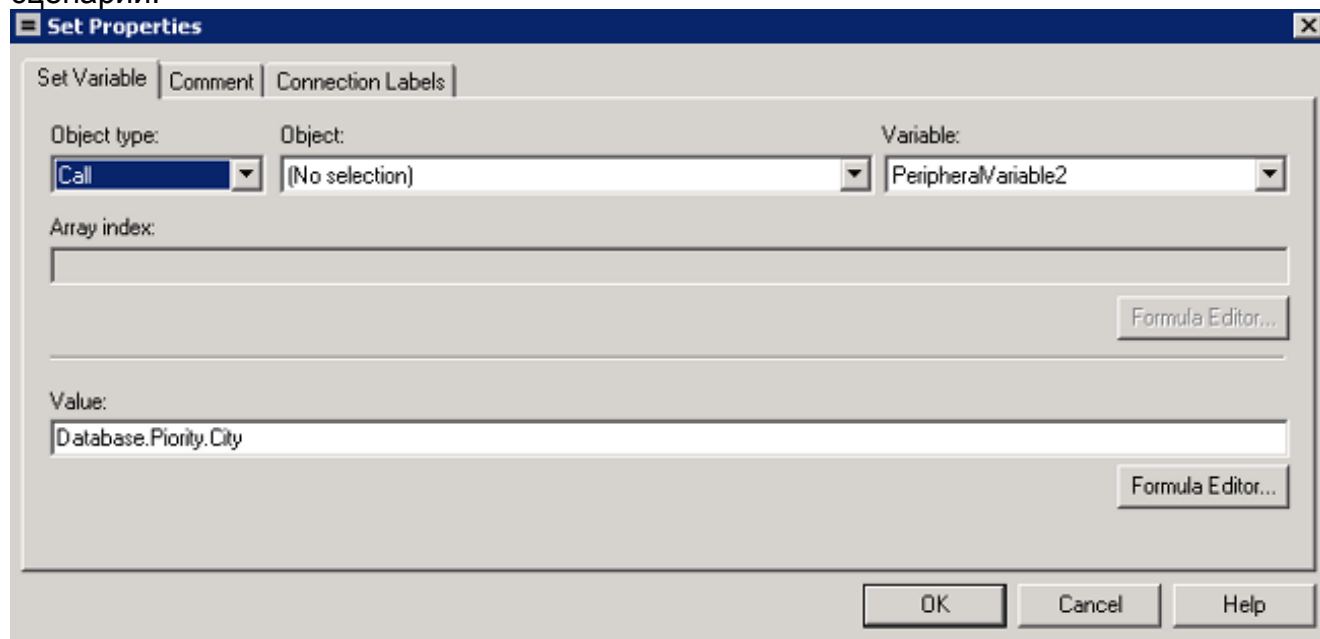 сценарий.
Set Properties
Set Variable Comment Connection Labels
Object type: Object: Variable:
Call (No selection) PeripheralVariable2
Array index:
Formula Editor...
Value:
Database.Piority.City
Formula Editor...
OK Cancel Help